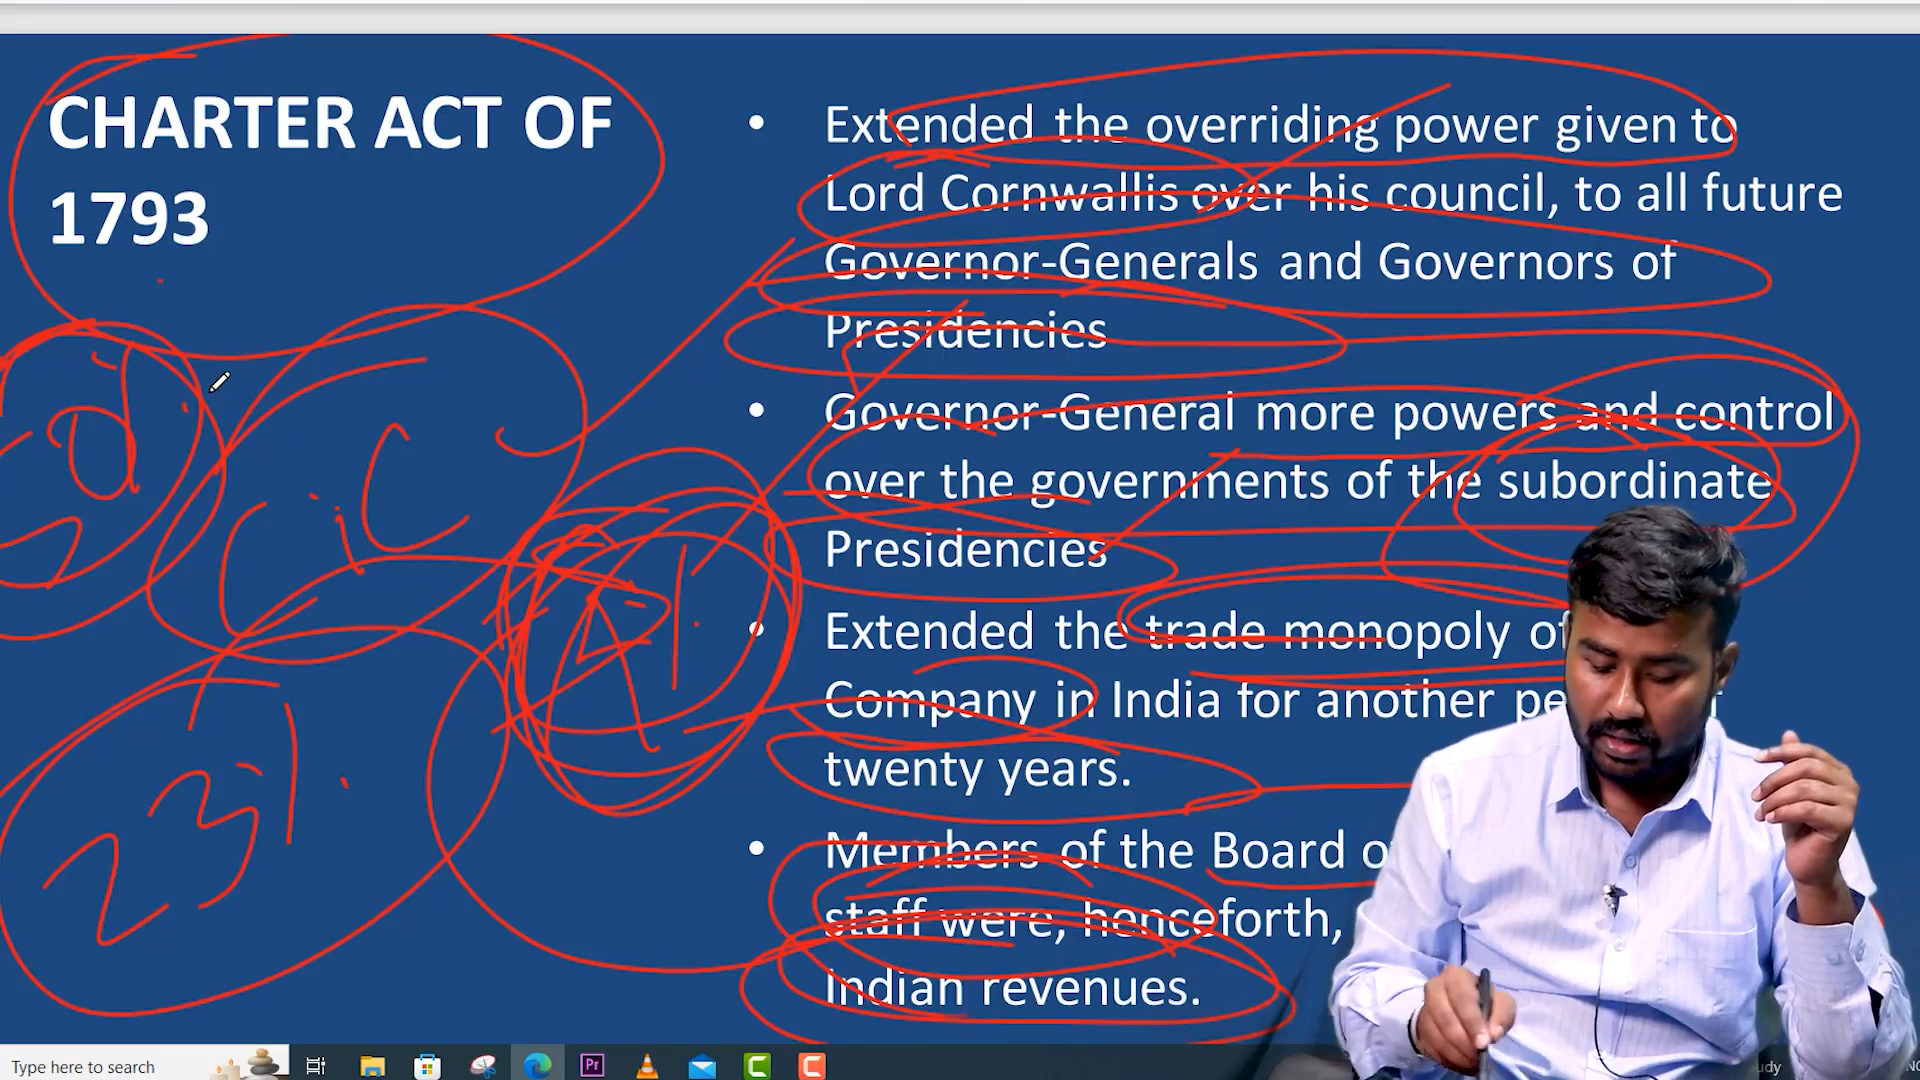 CHARTER ACT OF
1793
• Extended the overriding power given to
Lord Cornwallis over his council, to all future
Governor-Generals and Governors of
Presidencies
• Governor-General more powers and control
over the governments of the subordinate
Presidencies
• Extended the trade monopoly of
Company in India for another
twenty years.
• Members of the Board
staff were, henceforth,
Indian revenues.
23
Type here to search